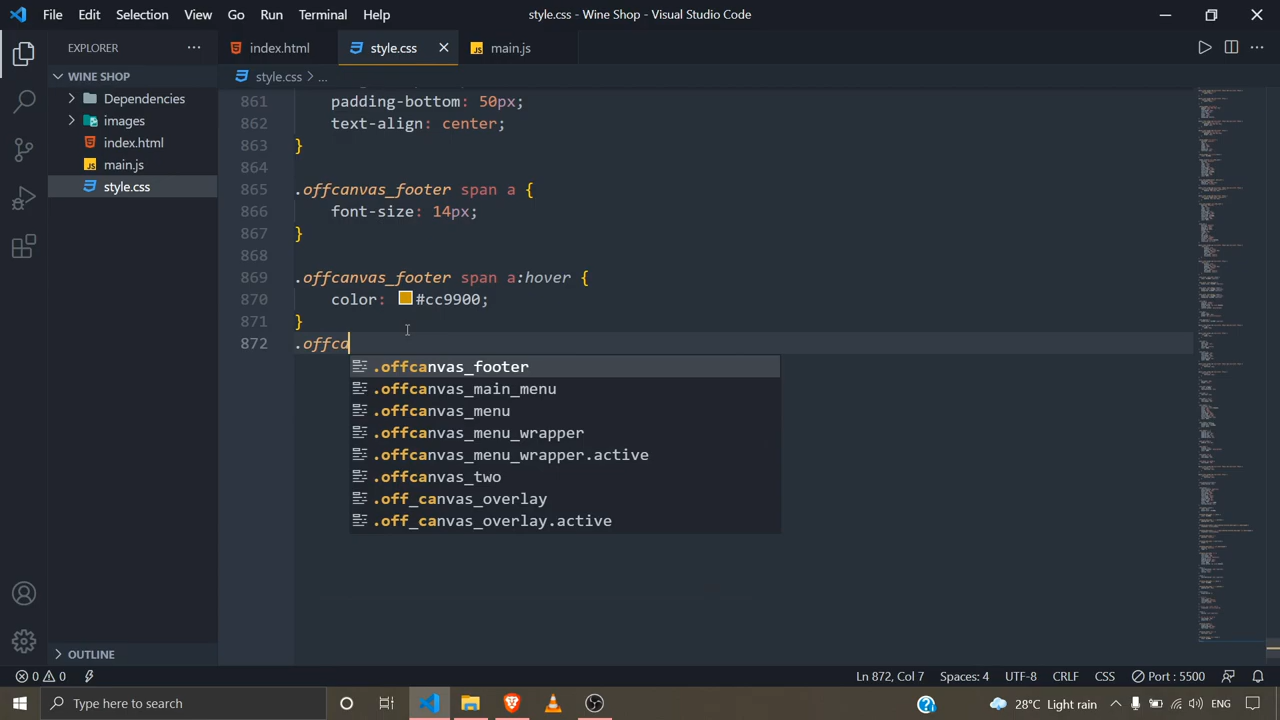 File Edit Selection View Go Run Terminal Help
style.css - Wine Shop - Visual Studio Code
EXPLORER
index.html
style.css
main.js
WINE SHOP
style.css > ...
Dependencies
images
index.html
main.js
style.css
861 padding-bottom: 50px;
862 text-align: center;
863 }
864
865 .offcanvas_footer span a {
866 font-size: 14px;
867 }
868
869 .offcanvas_footer span a:hover {
870 color: #cc9900;
871 }
872 .offca
.offcanvas_footer
.offcanvas_main_menu
.offcanvas_menu
.offcanvas_menu_wrapper
.offcanvas_menu_wrapper.active
.offcanvas_two
.off_canvas_overlay
.off_canvas_overlay.active
OUTLINE
0 0
Ln 872, Col 7 Spaces: 4 UTF-8 CRLF CSS Port : 5500
Type here to search
28°C Light rain
ENG